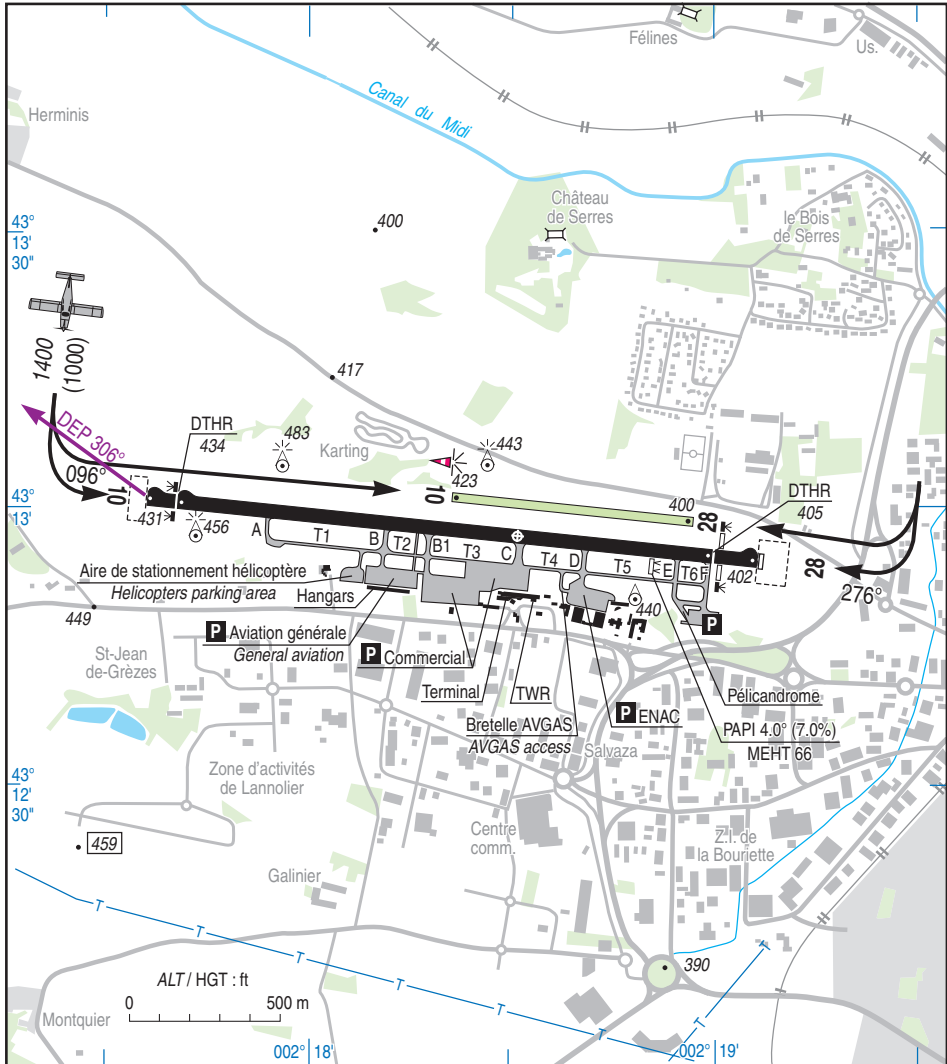 Félines
Us.
Herminis
Canal du Midi
Château
de Serres
le Bois
de Serres
400
43°
13'
30"
1400
(1000)
417
DEP 306°
DTHR
434
483
Karting
443
423
096°
10
10
400
28
DTHR
405
43°
13'
431
456
A
T1
B
T2
B1
T3
C
T4
D
T5
E
T6
F
402
28
276°
Aire de stationnement hélicoptère
Helicopters parking area
Hangars
440
P
449
P Aviation générale
General aviation
P Commercial
St-Jean
de-Grèzes
Terminal
TWR
Bretelle AVGAS
AVGAS access
P ENAC
Pélicandrome
PAPI 4.0° (7.0%)
MEHT 66
Salvaza
43°
12'
30"
Zone d'activités
de Lannolier
459
Centre
comm.
Z.I. de
la Bouriette
Galinier
T
T
T
T
T
T
T
T
390
ALT / HGT : ft
0
500 m
Montquier
002° 18'
002° 19'